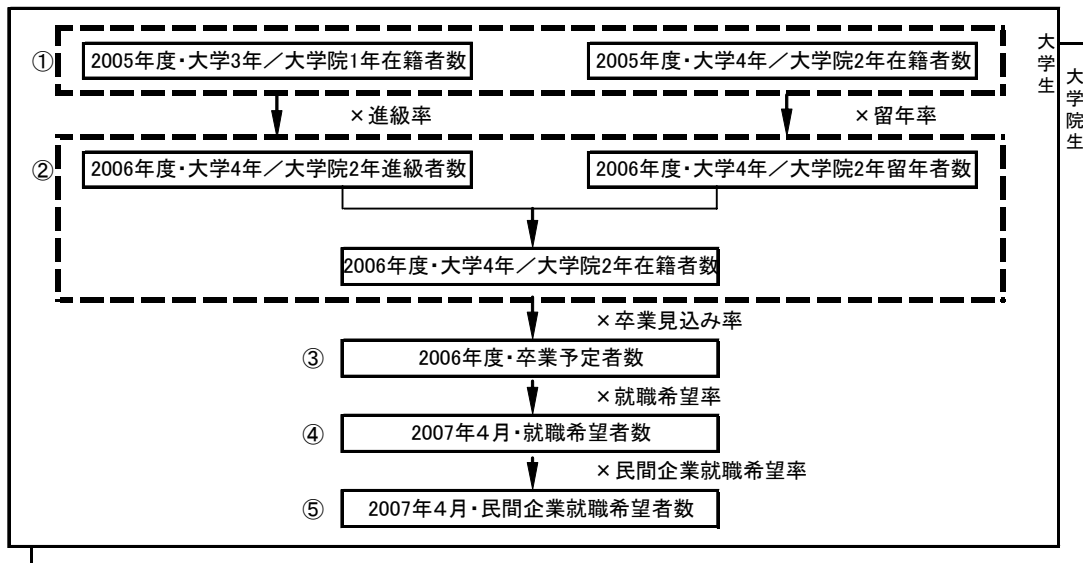 ①
2005年度・大学3年／大学院1年在籍者数
2005年度・大学4年／大学院2年在籍者数
大学生
大学院生
×進級率
×留年率
②
2006年度・大学4年／大学院2年進級者数
2006年度・大学4年／大学院2年留年者数
2006年度・大学4年／大学院2年在籍者数
×卒業見込み率
③
2006年度・卒業予定者数
×就職希望率
④
2007年４月・就職希望者数
×民間企業就職希望率
⑤
2007年４月・民間企業就職希望者数